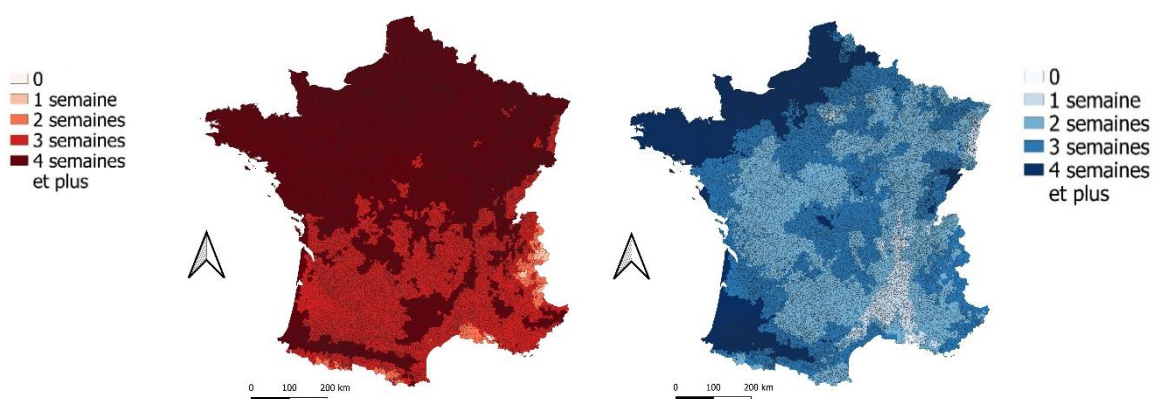 0
1 semaine
2 semaines
3 semaines
4 semaines
et plus
0 100 200 km
0
1 semaine
2 semaines
3 semaines
4 semaines
et plus
0 100 200 km